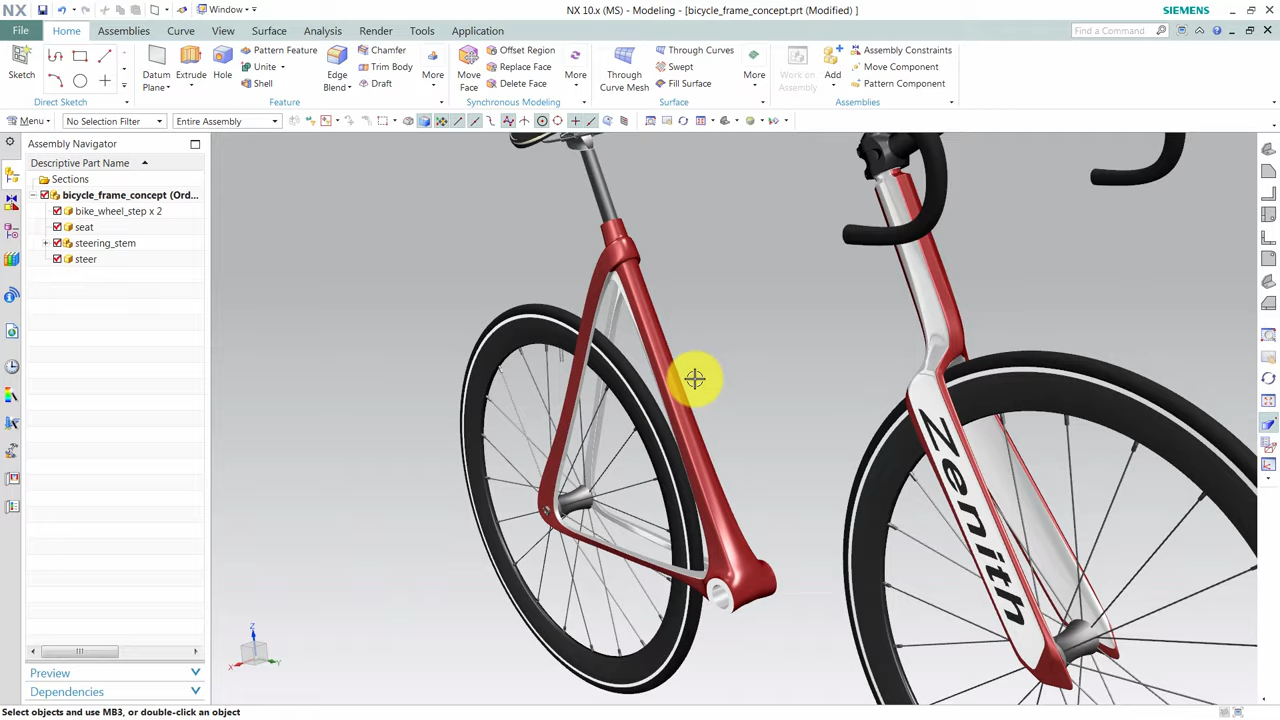 NX Window NX 10.x (MS) - Modeling - [bicycle_frame_concept.prt (Modified) ] SIEMENS
File Home Assemblies Curve View Surface Analysis Render Tools Application Find a Command
Sketch
Direct Sketch
Datum Plane
Extrude
Hole
Pattern Feature
Unite
Shell
Edge Blend
Chamfer
Trim Body
Draft
More
Feature
Move Face
Offset Region
Replace Face
Delete Face
More
Synchronous Modeling
Through Curve Mesh
Through Curves
Swept
Fill Surface
More
Surface
Work on Assembly
Add
Assembly Constraints
Move Component
Pattern Component
Assemblies
Menu No Selection Filter Entire Assembly
Assembly Navigator
Descriptive Part Name
Sections
bicycle_frame_concept (Ord...
bike_wheel_step x 2
seat
steering_stem
steer
Zenith
Z
X
Y
Preview
Dependencies
Select objects and use MB3, or double-click an object